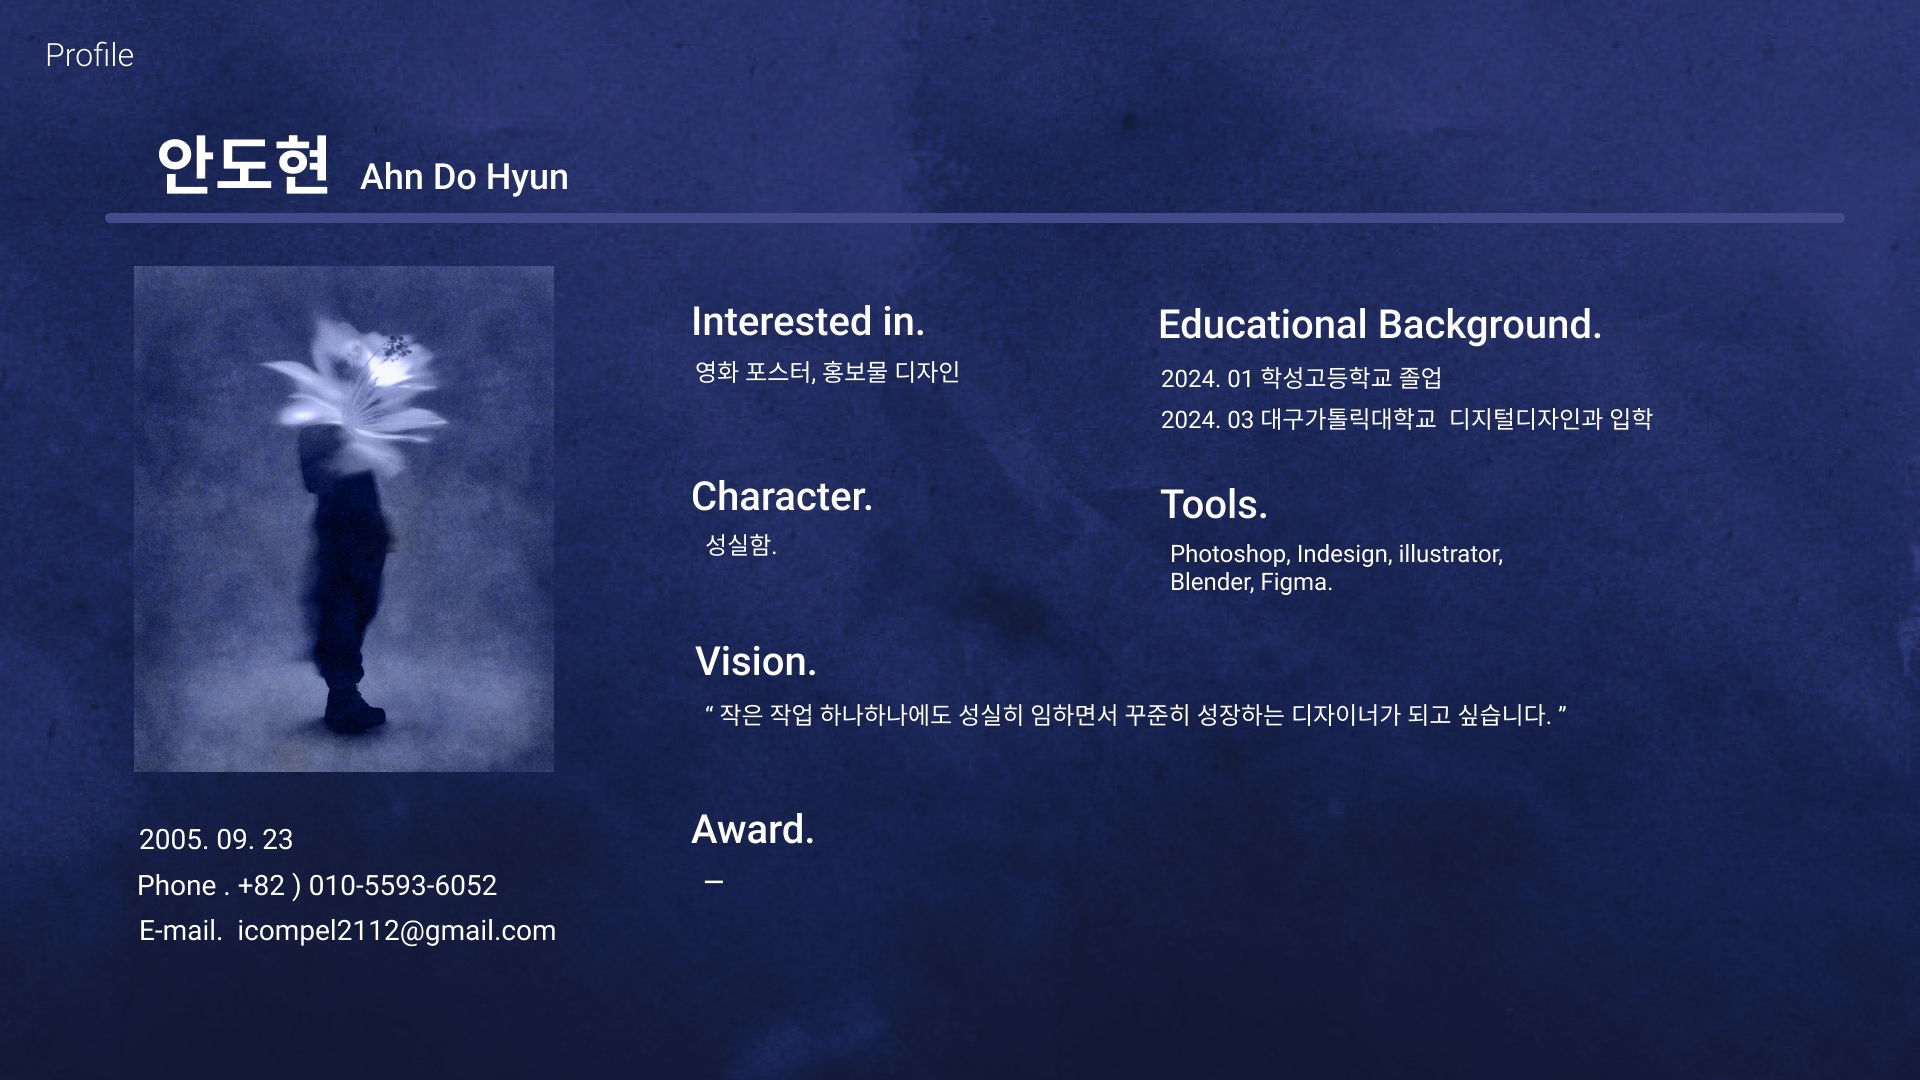 Profile
안도현 Ahn Do Hyun
2005. 09. 23
Phone . +82 ) 010-5593-6052
E-mail. icompel2112@gmail.com
Interested in.
영화 포스터, 홍보물 디자인
Character.
성실함.
Educational Background.
2024. 01 학성고등학교 졸업
2024. 03 대구가톨릭대학교 디지털디자인과 입학
Tools.
Photoshop, Indesign, illustrator,
Blender, Figma.
Vision.
“ 작은 작업 하나하나에도 성실히 임하면서 꾸준히 성장하는 디자이너가 되고 싶습니다. ”
Award.
–